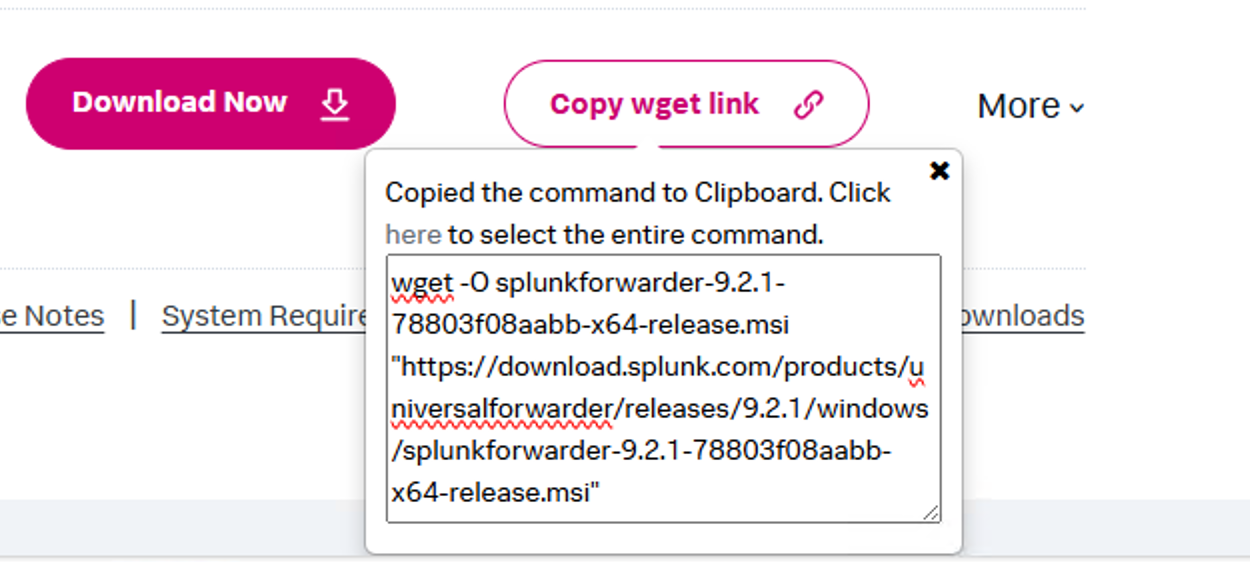 Download Now
Copy wget link
More
Copied the command to Clipboard. Click
here to select the entire command.
wget -O splunkforwarder-9.2.1-
78803f08aabb-x64-release.msi
"https://download.splunk.com/products/u
niversalforwarder/releases/9.2.1/windows
/splunkforwarder-9.2.1-78803f08aabb-
x64-release.msi"
e Notes | System Require
ownloads